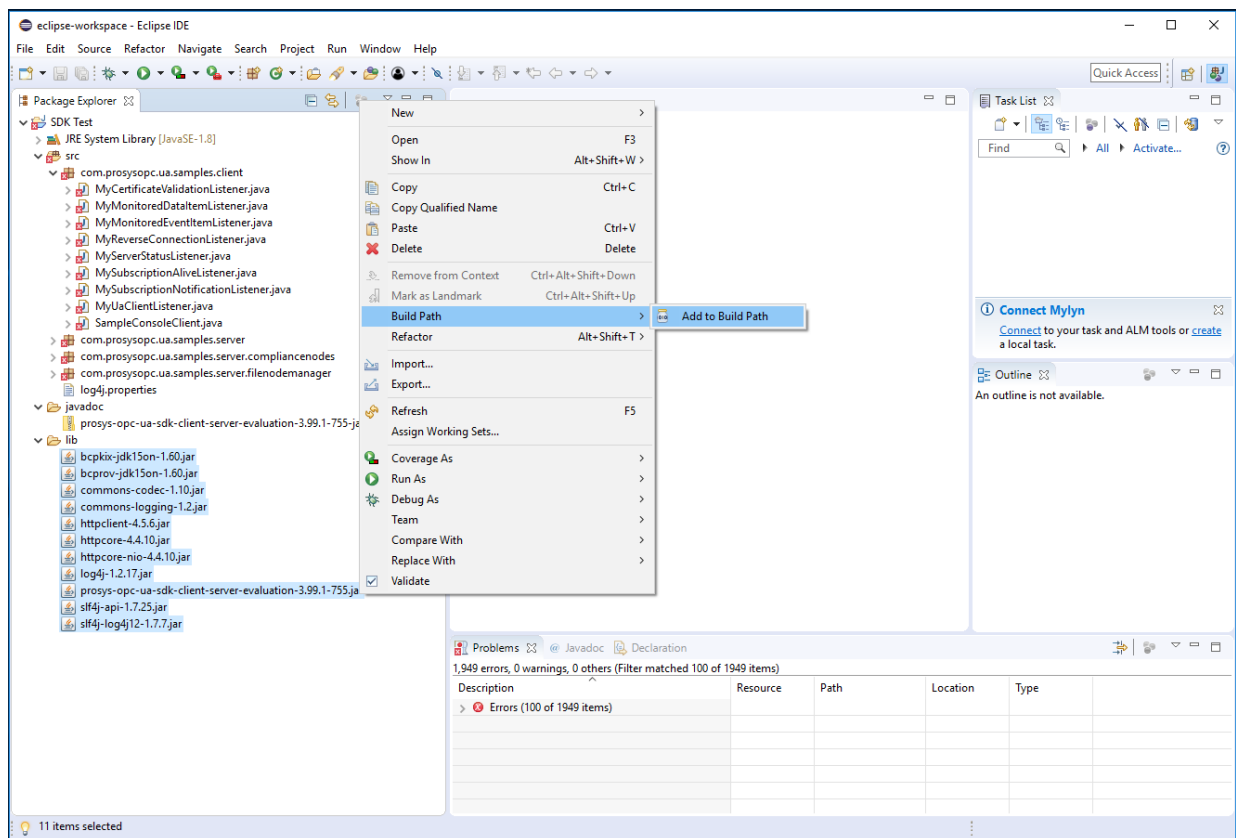 eclipse-workspace - Eclipse IDE
File Edit Source Refactor Navigate Search Project Run Window Help
Quick Access
Package Explorer
SDK Test
JRE System Library [JavaSE-1.8]
src
com.prosysopc.ua.samples.client
MyCertificateValidationListener.java
MyMonitoredDataItemListener.java
MyMonitoredEventItemListener.java
MyReverseConnectionListener.java
MyServerStatusListener.java
MySubscriptionAliveListener.java
MySubscriptionNotificationListener.java
MyUaClientListener.java
SampleConsoleClient.java
com.prosysopc.ua.samples.server
com.prosysopc.ua.samples.server.compliancenodes
com.prosysopc.ua.samples.server.filenodemanager
log4j.properties
javadoc
prosys-opc-ua-sdk-client-server-evaluation-3.99.1-755-ja
lib
bcpkix-jdk15on-1.60.jar
bcprov-jdk15on-1.60.jar
commons-codec-1.10.jar
commons-logging-1.2.jar
httpclient-4.5.6.jar
httpcore-4.4.10.jar
httpcore-nio-4.4.10.jar
log4j-1.2.17.jar
prosys-opc-ua-sdk-client-server-evaluation-3.99.1-755.ja
slf4j-api-1.7.25.jar
slf4j-log4j12-1.7.7.jar
New
Open F3
Show In Alt+Shift+W
Copy Ctrl+C
Copy Qualified Name
Paste Ctrl+V
Delete Delete
Remove from Context Ctrl+Alt+Shift+Down
Mark as Landmark Ctrl+Alt+Shift+Up
Build Path
Add to Build Path
Refactor Alt+Shift+T
Import...
Export...
Refresh F5
Assign Working Sets...
Coverage As
Run As
Debug As
Team
Compare With
Replace With
Validate
Task List
Find All Activate...
Connect Mylyn
Connect to your task and ALM tools or create
a local task.
Outline
An outline is not available.
Problems @ Javadoc Declaration
1,949 errors, 0 warnings, 0 others (Filter matched 100 of 1949 items)
Description Resource Path Location Type
Errors (100 of 1949 items)
11 items selected